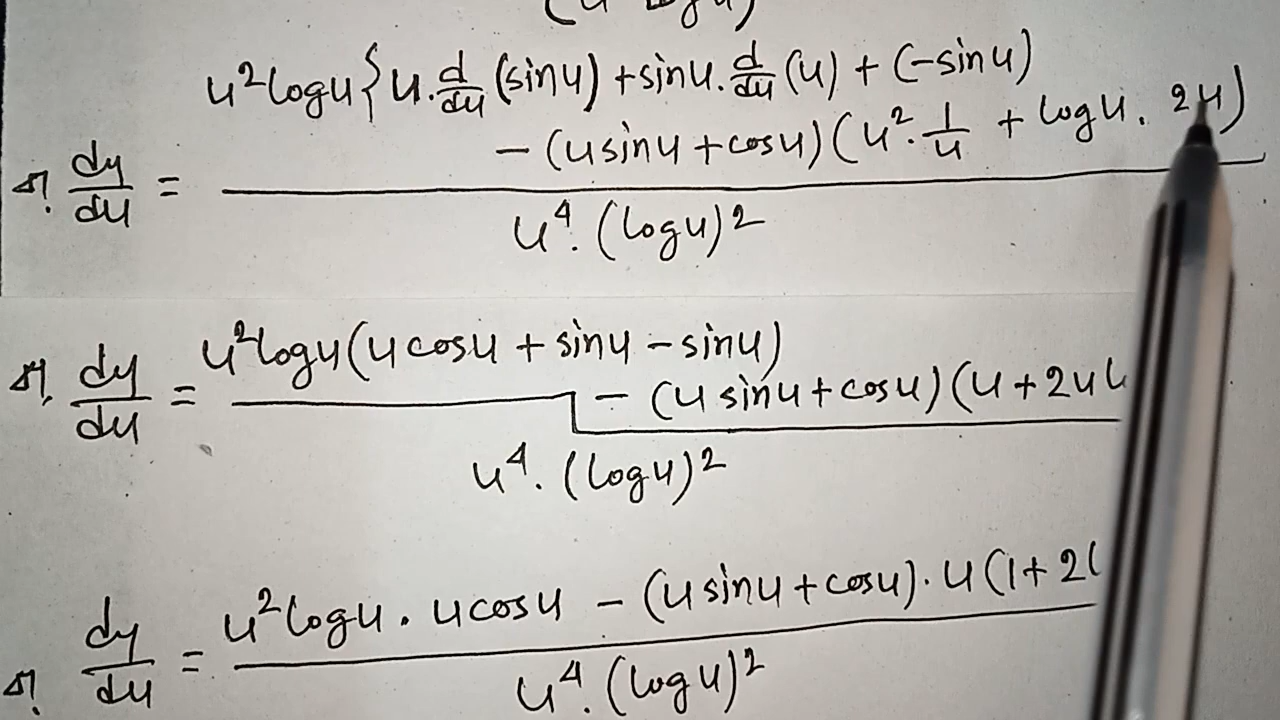 u²logu{u.d/du(sinu)+sinu.d/du(u)+(-sinu)
-(usinu+cosu)(u².1/u+logu.2u)
dy/du =
u⁴.(logu)²
dy/du = u²logu(ucosu+sinu-sinu)
-(usinu+cosu)(u+2u
u⁴.(logu)²
dy/du = u²logu.ucosu-(usinu+cosu).u(1+2
u⁴.(logu)²